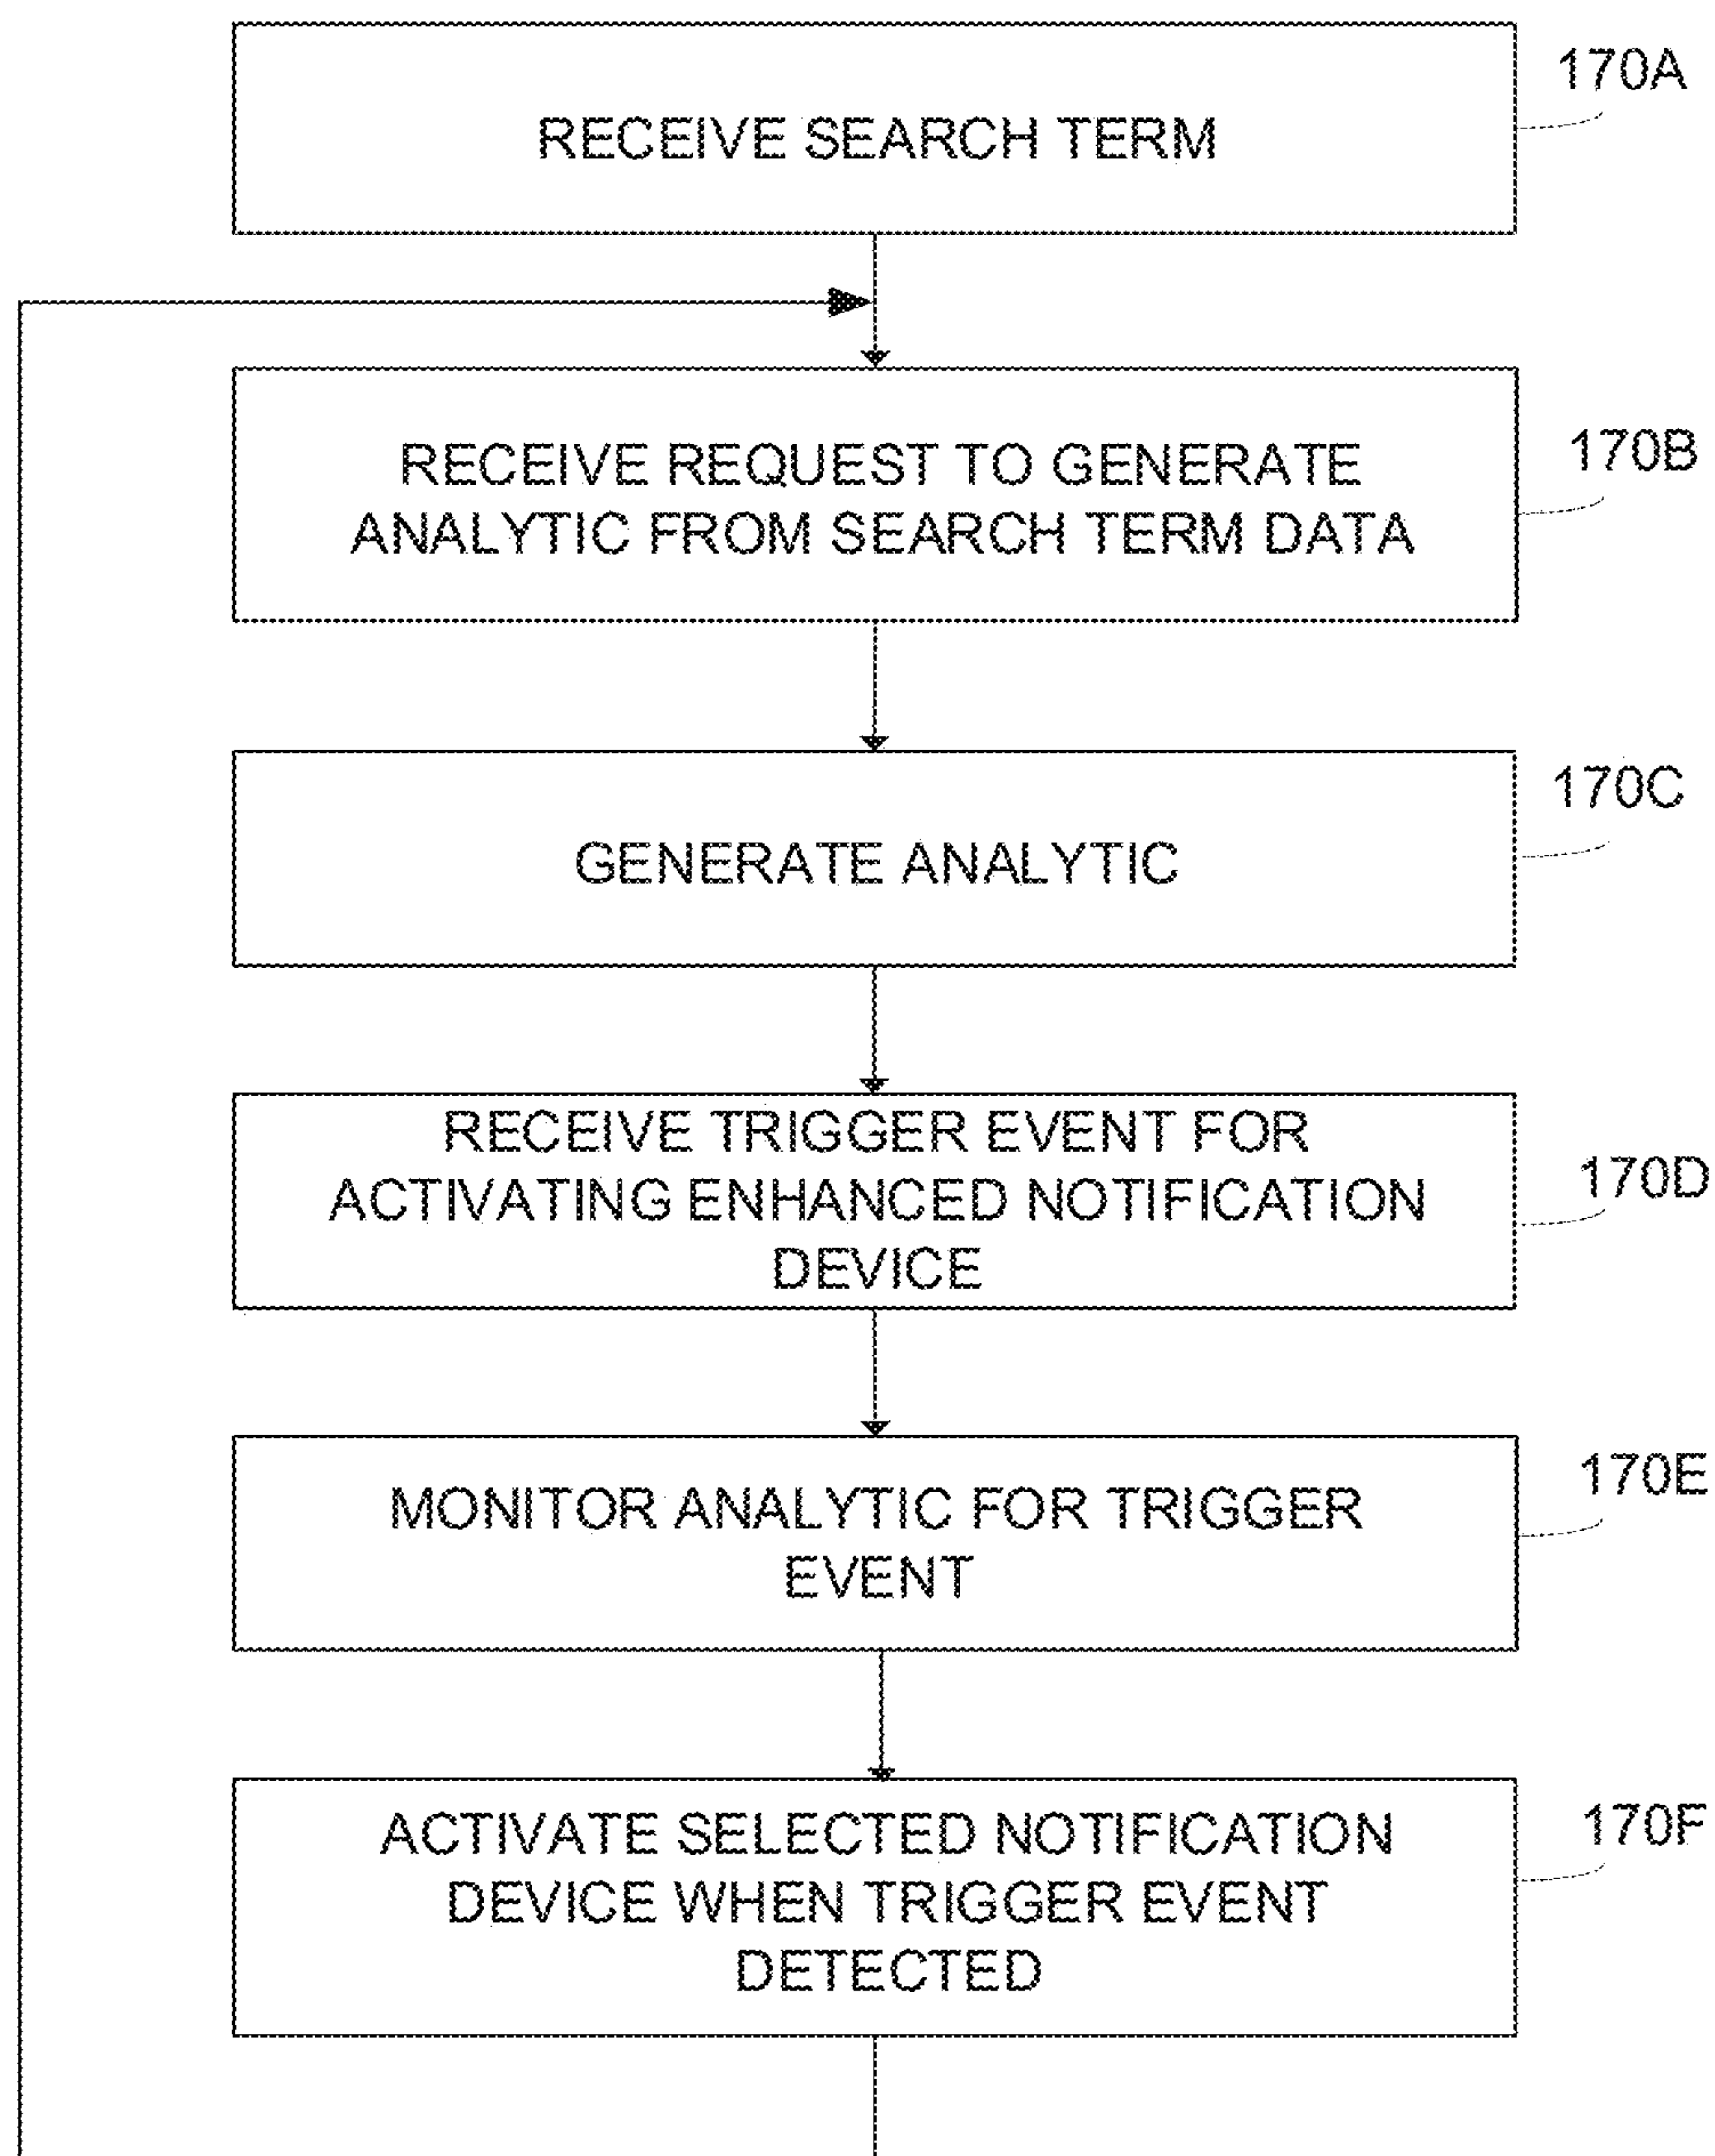 RECEIVE SEARCH TERM
170A
RECEIVE REQUEST TO GENERATE
ANALYTIC FROM SEARCH TERM DATA
170B
GENERATE ANALYTIC
170C
RECEIVE TRIGGER EVENT FOR
ACTIVATING ENHANCED NOTIFICATION
DEVICE
170D
MONITOR ANALYTIC FOR TRIGGER
EVENT
170E
ACTIVATE SELECTED NOTIFICATION
DEVICE WHEN TRIGGER EVENT
DETECTED
170F